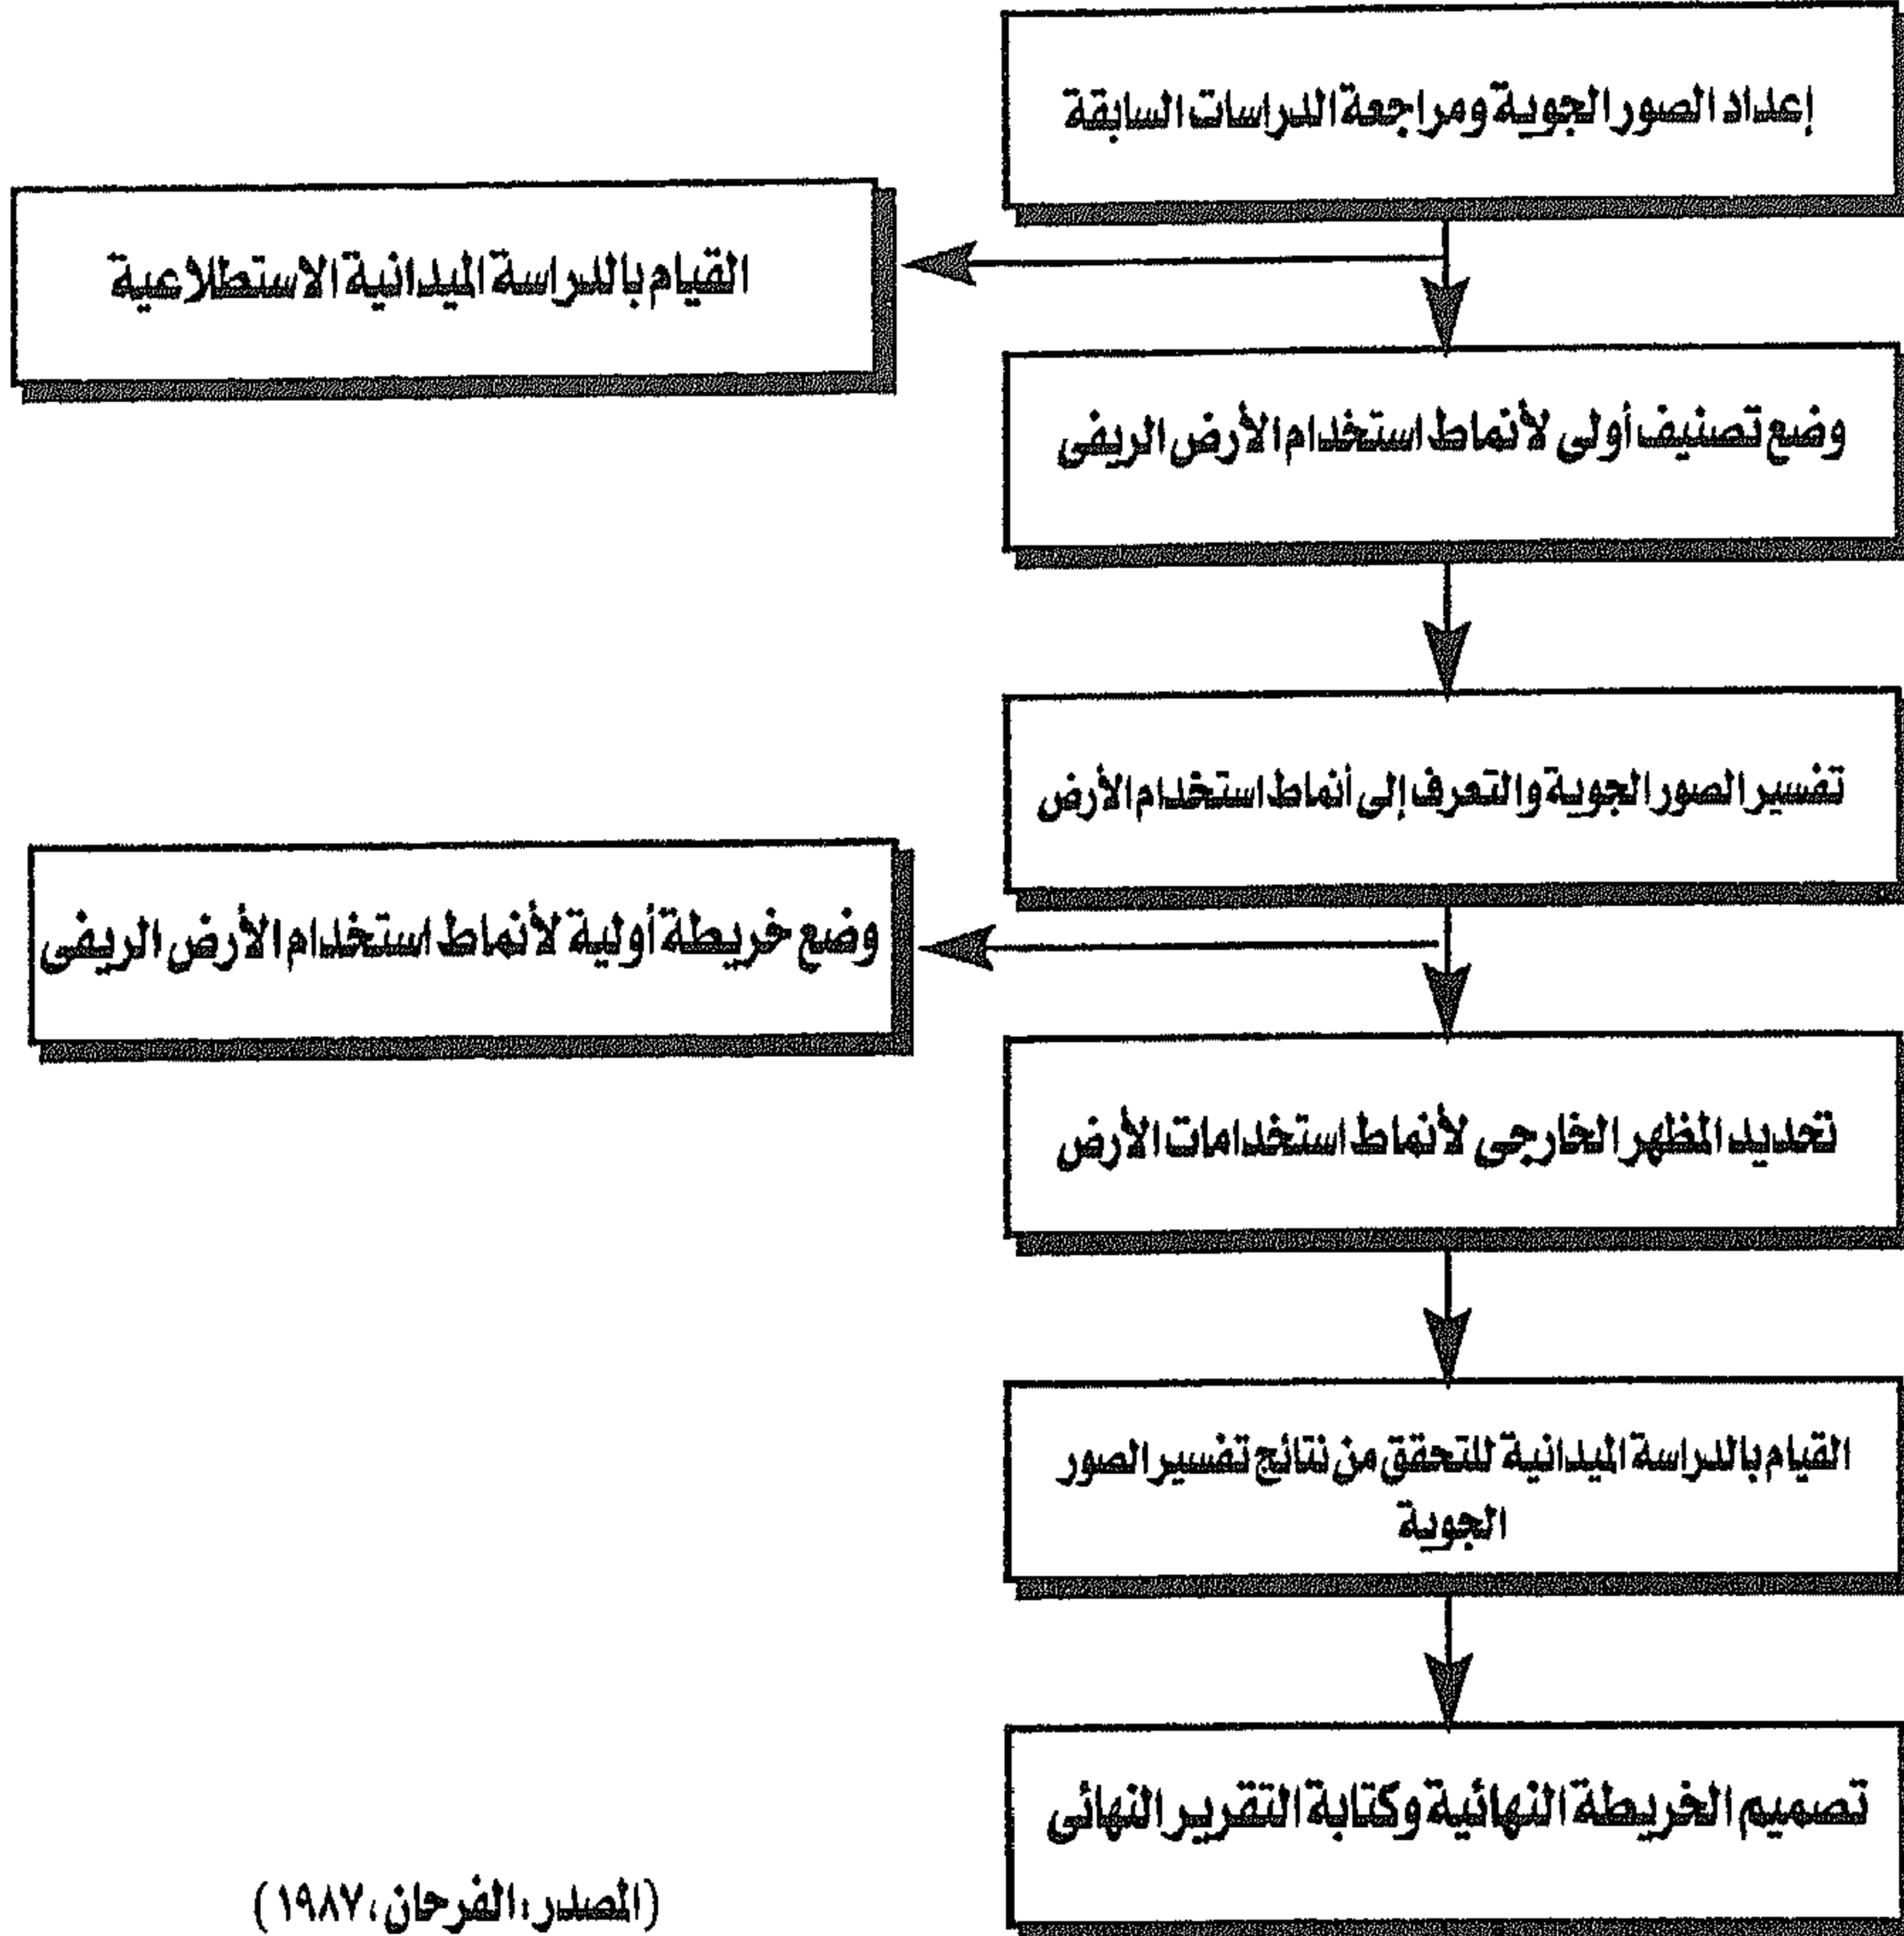 إعداد الصور الجوية ومراجعة الدراسات السابقة
القيام بالدراسة الميدانية الاستطلاعية
وضع تصنيف أولى لأنماط استخدام الأرض الريفى
تفسير الصور الجوية والتعرف إلى أنماط استخدام الأرض
وضع خريطة أولية لأنماط استخدام الأرض الريفى
تحديد المظهر الخارجى لأنماط استخدامات الأرض
القيام بالدراسة الميدانية للتحقق من نتائج تفسير الصور
الجوية
تصميم الخريطة النهائية وكتابة التقرير النهائى
(المصدر: الفرحان، ١٩٨٧)